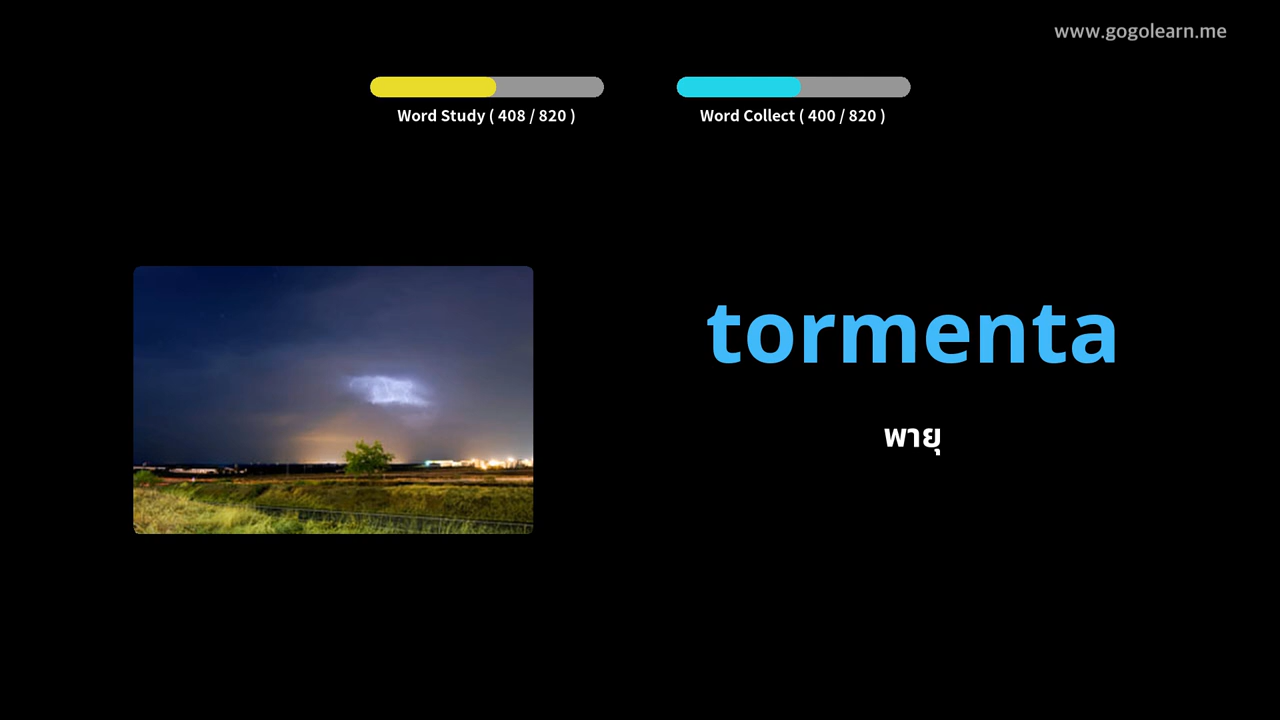 www.gogolearn.me
Word Study ( 408 / 820 )
Word Collect ( 400 / 820 )
tormenta
พายุ